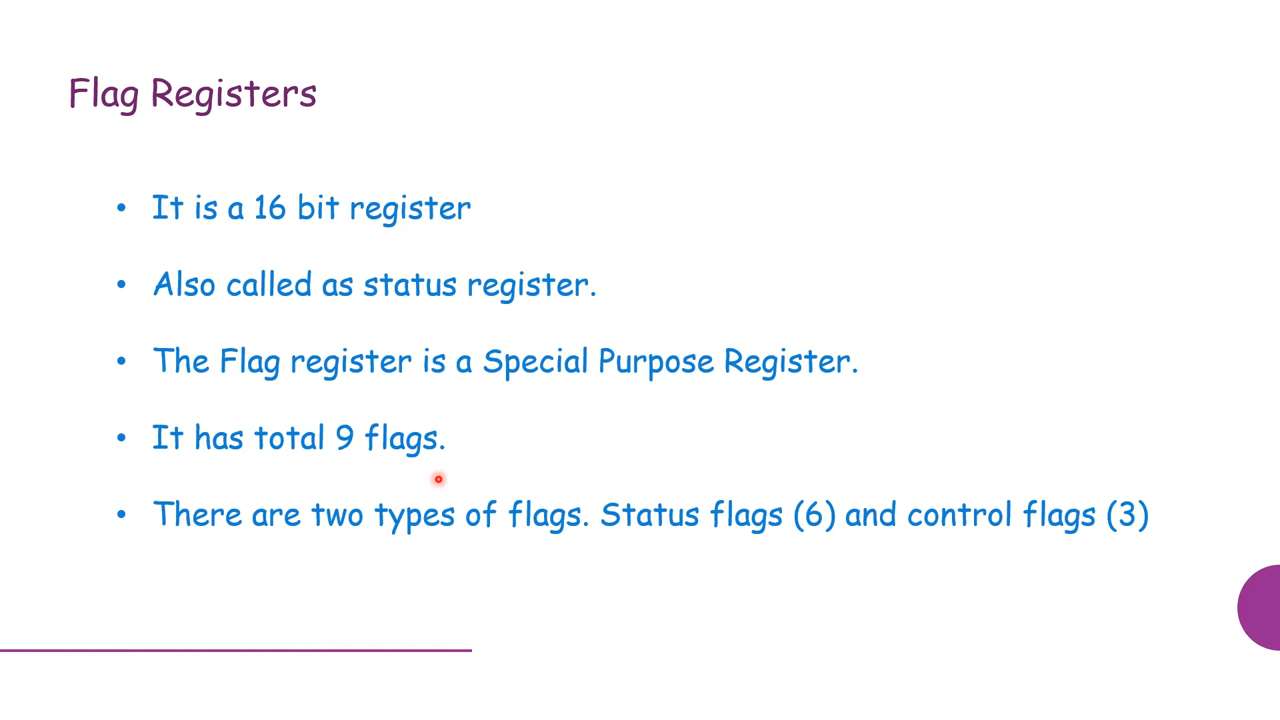 Flag Registers
• It is a 16 bit register
• Also called as status register.
• The Flag register is a Special Purpose Register.
• It has total 9 flags.
• There are two types of flags. Status flags (6) and control flags (3)